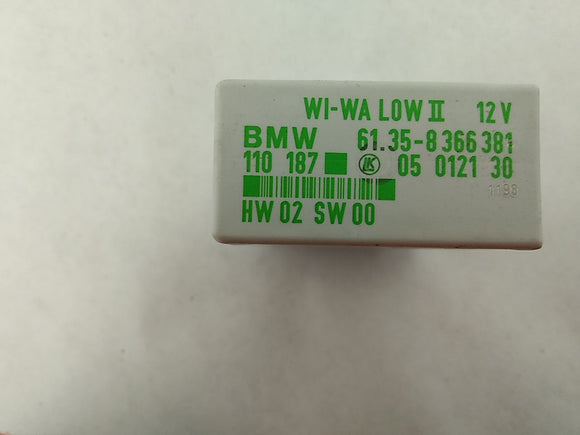 WI-WA LOW II 12 V
BMW 61.35-8 366 381
110 187 LK 05 0121 30
1198
HW 02 SW 00